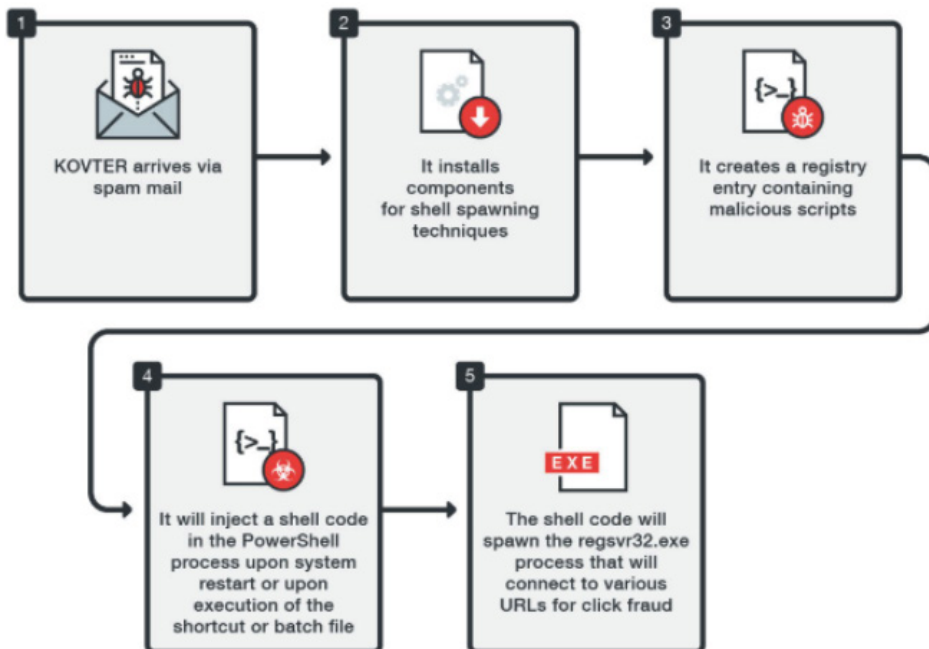 1
KOVTER arrives via
spam mail
2
It installs
components
for shell spawning
techniques
3
{>_}
It creates a registry
entry containing
malicious scripts
4
{>_}
It will inject a shell code
in the PowerShell
process upon system
restart or upon
execution of the
shortcut or batch file
5
EXE
The shell code will
spawn the regsvr32.exe
process that will
connect to various
URLs for click fraud